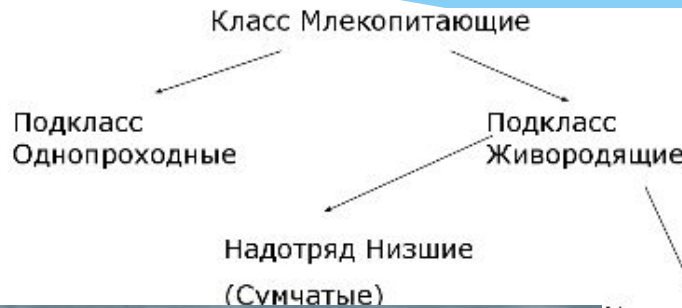 Класс Млекопитающие
Подкласс
Однопроходные
Подкласс
Живородящие
Надотряд Низшие
(Сумчатые)